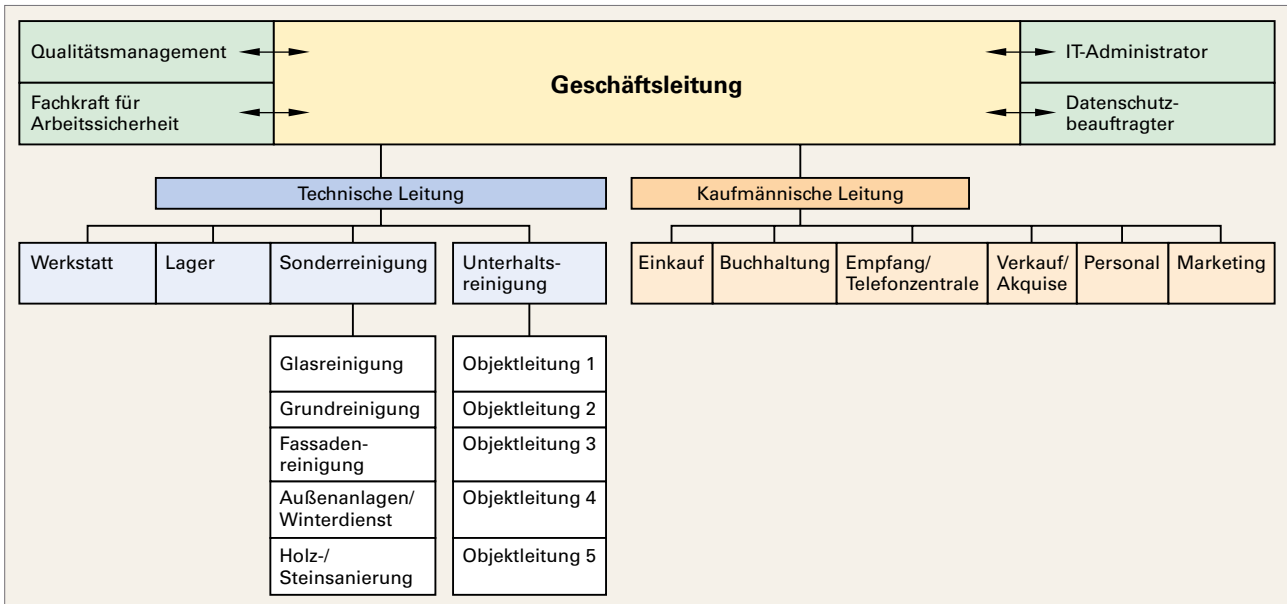 Qualitätsmanagement
Fachkraft für
Arbeitssicherheit
Geschäftsleitung
IT-Administrator
Datenschutz-
beauftragter
Technische Leitung
Kaufmännische Leitung
Werkstatt
Lager
Sonderreinigung
Unterhalts-
reinigung
Einkauf
Buchhaltung
Empfang/
Telefonzentrale
Verkauf/
Akquise
Personal
Marketing
Glasreinigung
Grundreinigung
Fassaden-
reinigung
Außenanlagen/
Winterdienst
Holz-/
Steinsanierung
Objektleitung 1
Objektleitung 2
Objektleitung 3
Objektleitung 4
Objektleitung 5